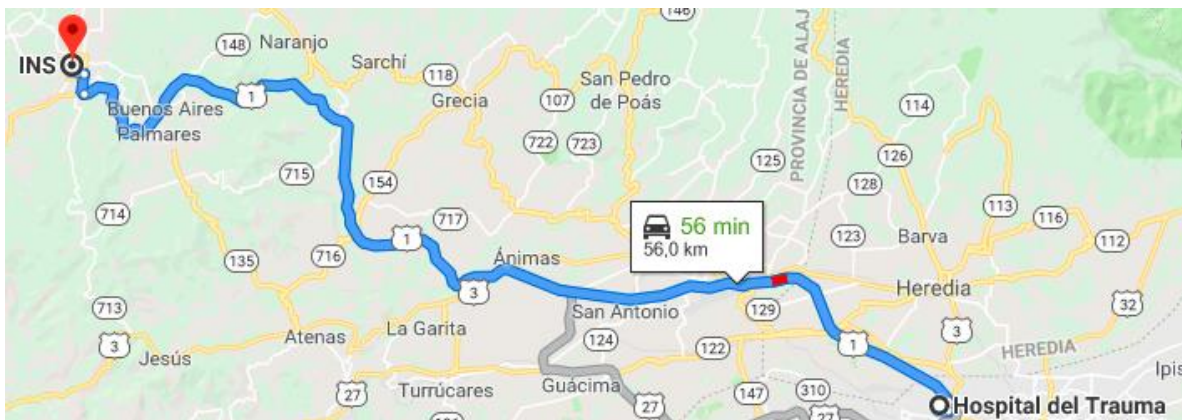 146
148
Naranjo
Sarchí
INS
118
San Pedro
de Poás
PROVINCIA DE ALAJ
HEREDIA
Grecia
107
114
1
Buenos Aires
Palmares
722
723
125
126
715
154
128
113
714
717
56 min
56,0 km
116
1
123
Barva
112
135
716
Ánimas
Heredia
3
San Antonio
129
32
713
La Garita
3
Atenas
124
122
1
HEREDIA
3
Jesús
Guácima
Ipis
27
Turrúcares
147
310
27
27
Hospital del Trauma